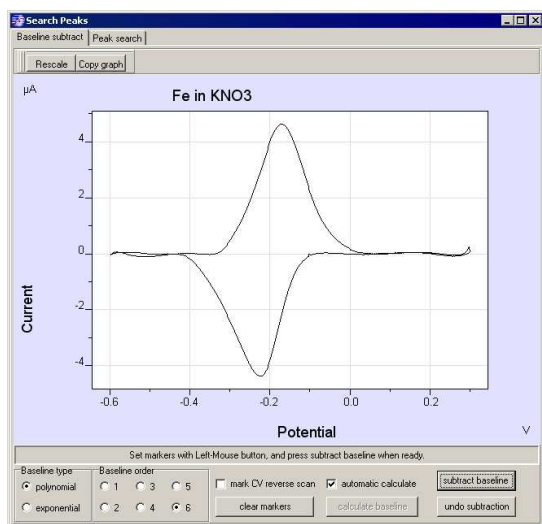 Search Peaks
Baseline subtract Peak search
Rescale Copy graph
µA
Fe in KNO3
4
2
0
-2
-4
Current
-0.6 -0.4 -0.2 0.0 0.2
Potential
V
Set markers with Left-Mouse button, and press subtract baseline when ready.
Baseline type Baseline order
polynomial 1 3 5 mark CV reverse scan automatic calculate subtract baseline
exponential 2 4 6 clear markers calculate baseline undo subtraction